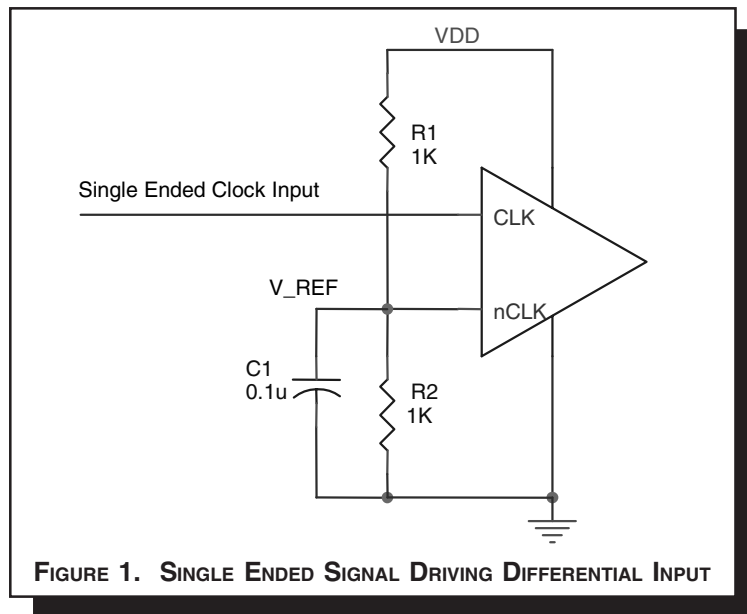 VDD
R1
1K
Single Ended Clock Input
CLK
V_REF
nCLK
C1
0.1u
R2
1K
FIGURE 1. SINGLE ENDED SIGNAL DRIVING DIFFERENTIAL INPUT